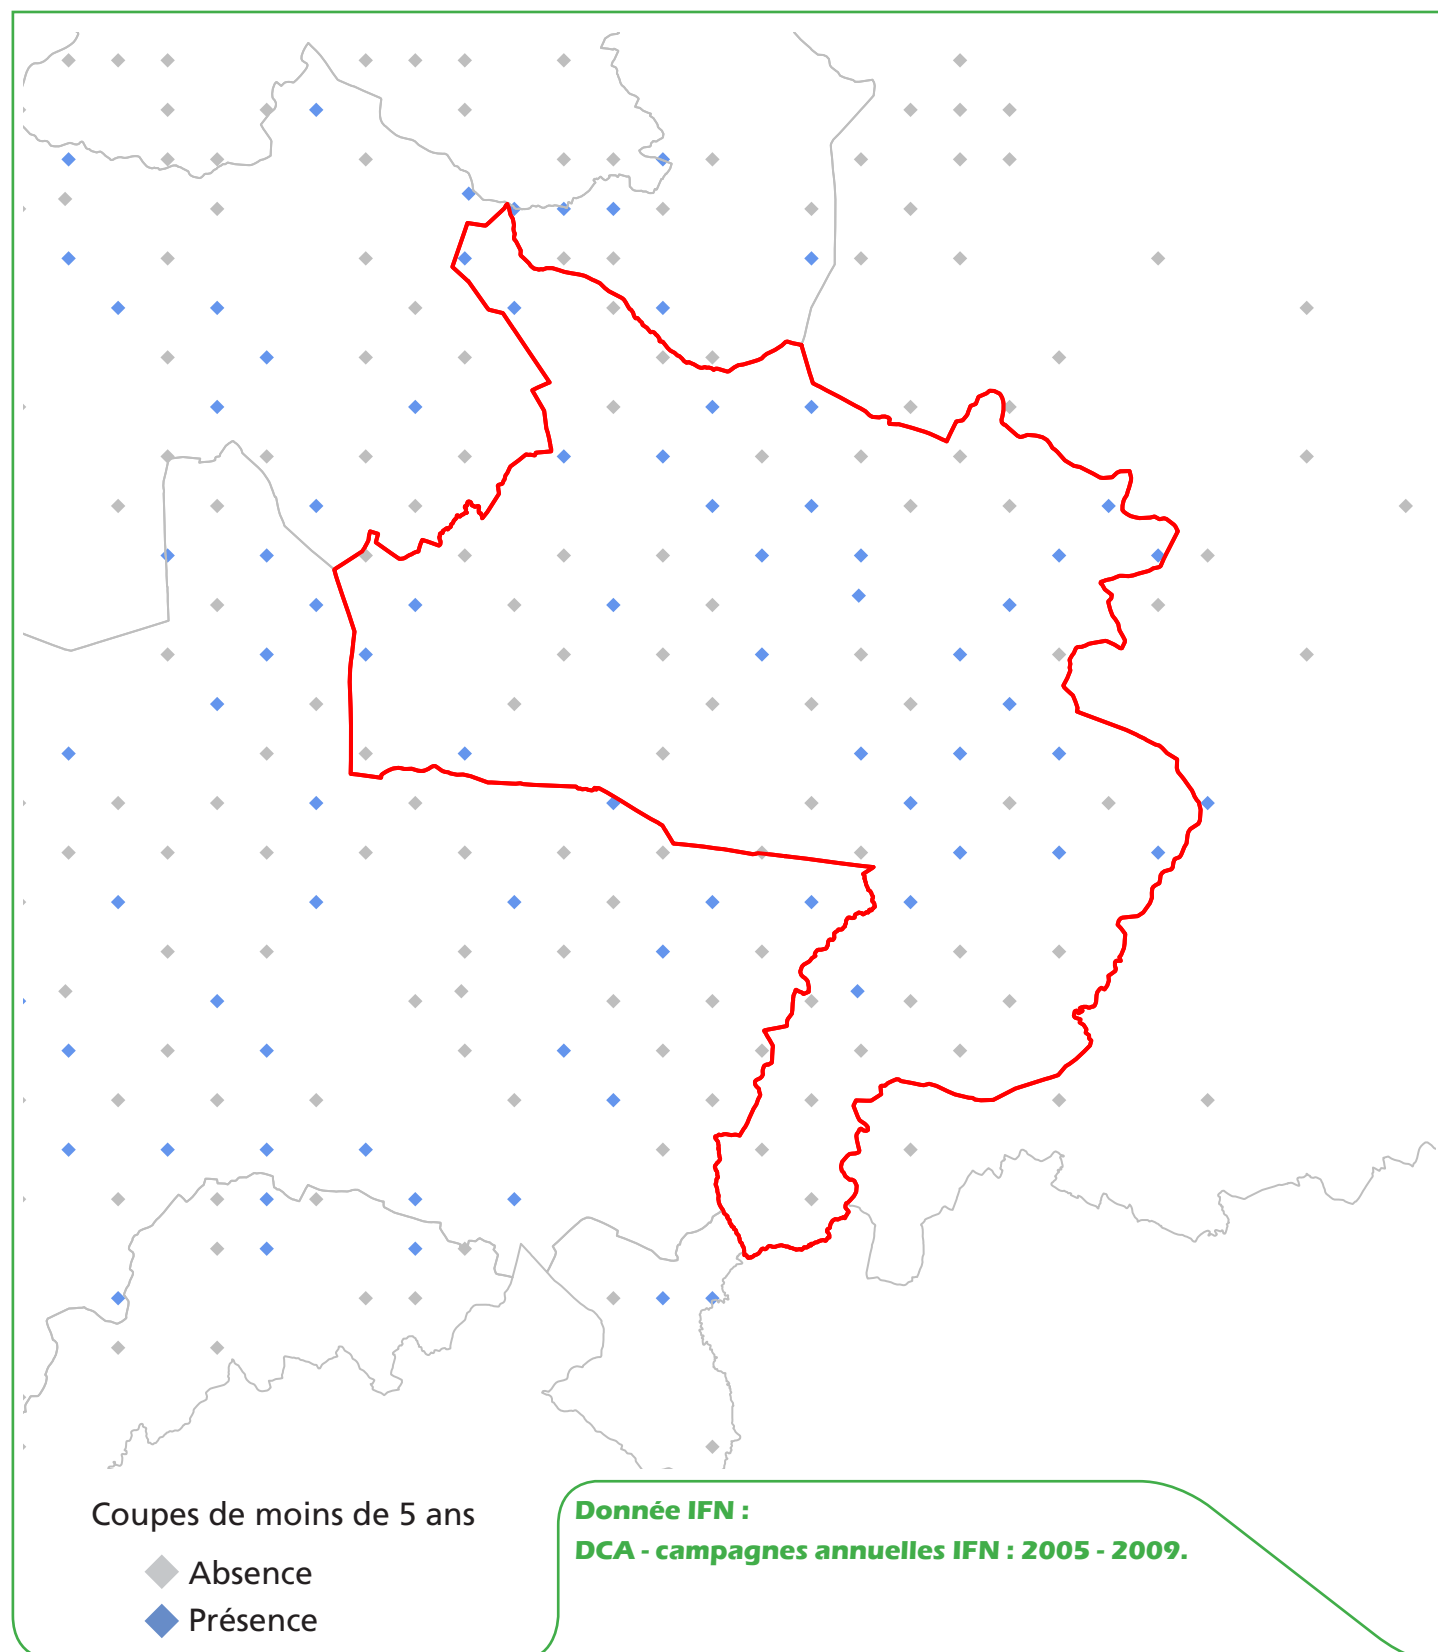 Coupes de moins de 5 ans
Absence
Présence
Donnée IFN :
DCA - campagnes annuelles IFN : 2005 - 2009.